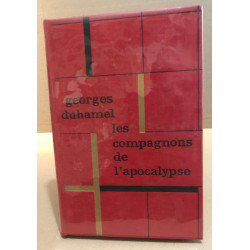 georges
duhamel les
compagnons
de
l'apocalypse